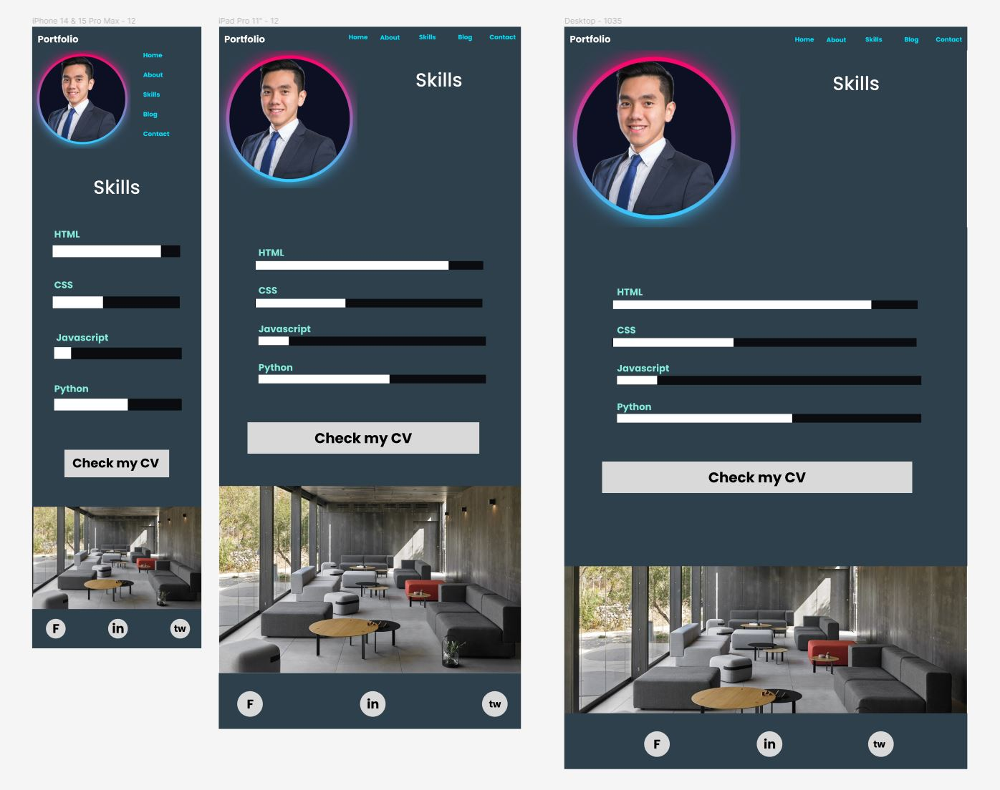 iPhone 14 & 15 Pro Max - 12
Portfolio
Home
About
Skills
Blog
Contact
Skills
HTML
CSS
Javascript
Python
Check my CV
F
in
tw
iPad Pro 11" - 12
Portfolio
Home About Skills Blog Contact
Skills
HTML
CSS
Javascript
Python
Check my CV
F in tw
Desktop - 1035
Portfolio
Home About Skills Blog Contact
Skills
HTML
CSS
Javascript
Python
Check my CV
F in tw